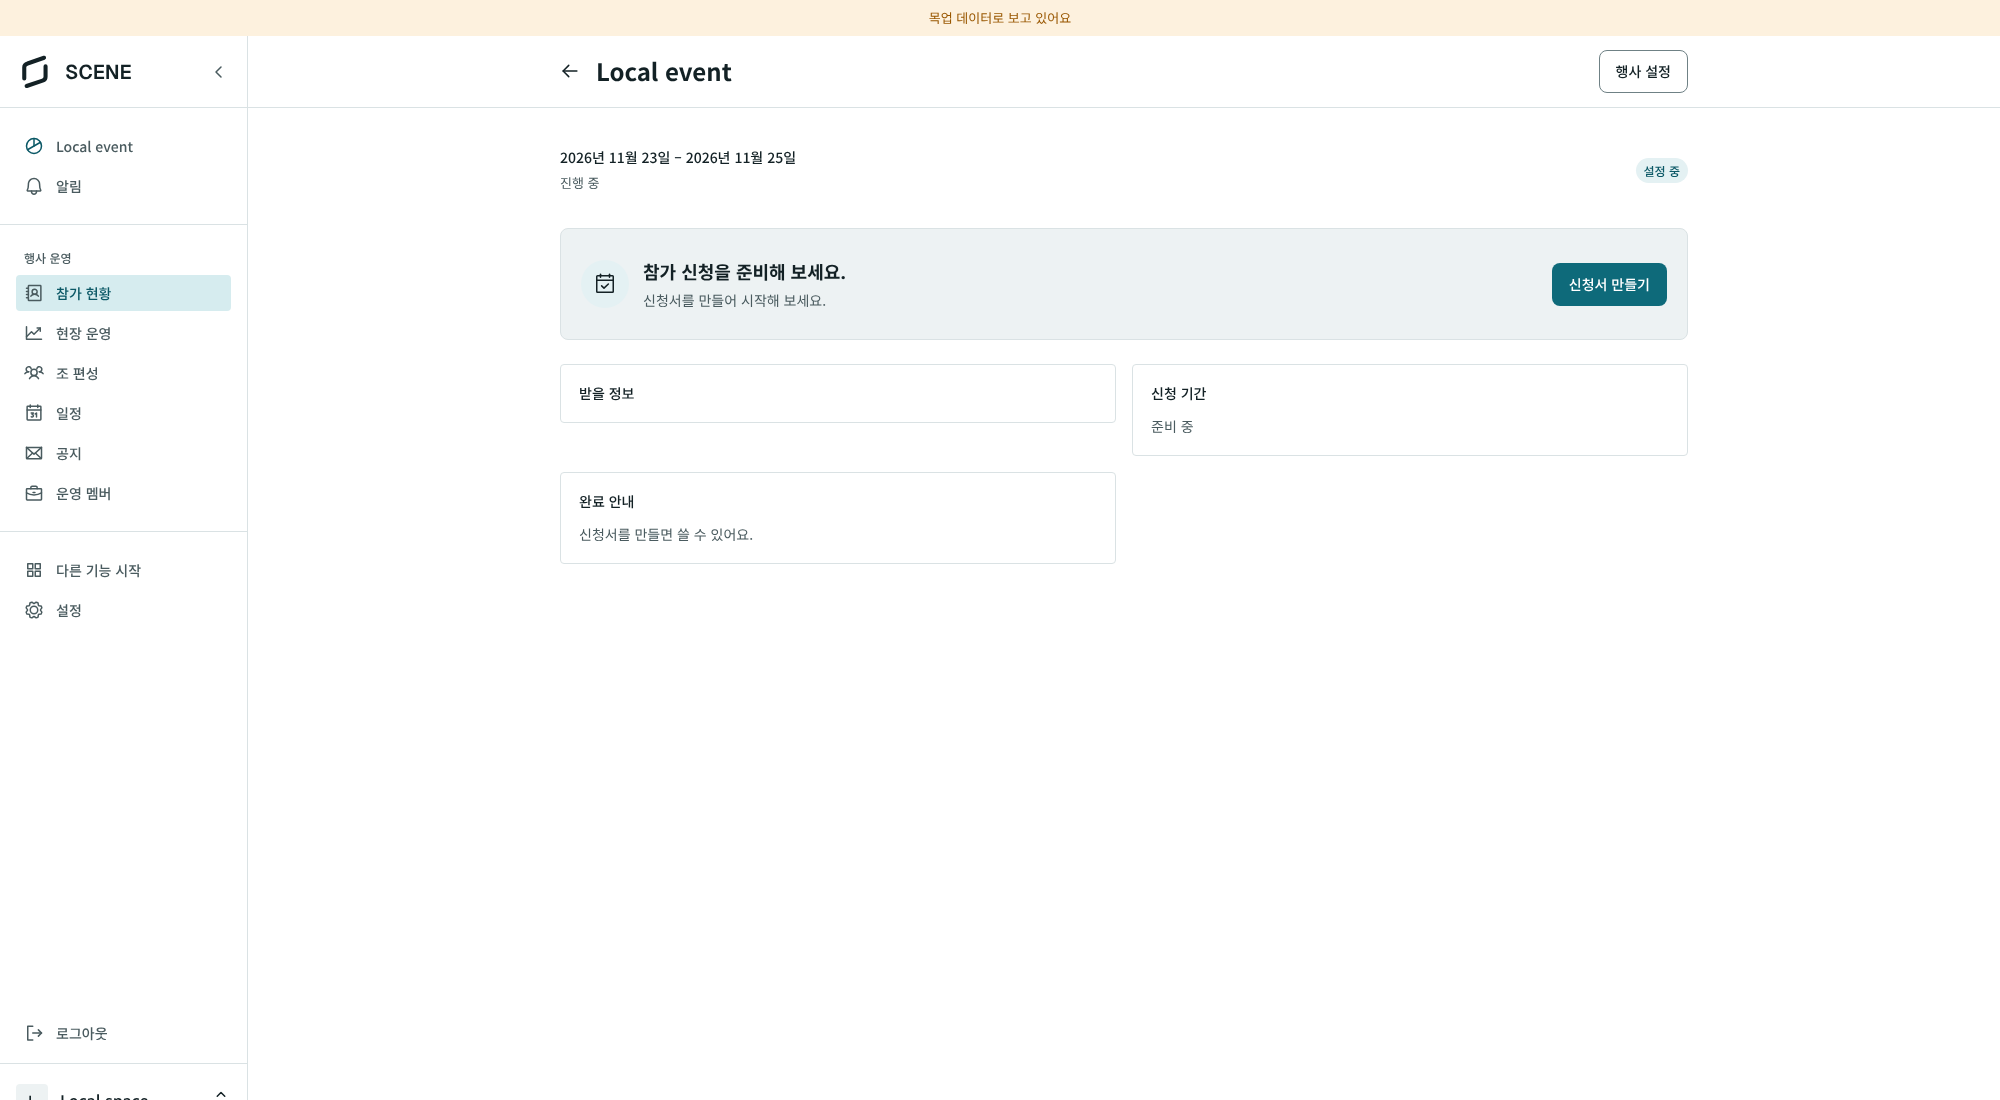 목업 데이터로 보고 있어요
SCENE
Local event
행사 설정
Local event
알림
행사 운영
참가 현황
현장 운영
조 편성
일정
공지
운영 멤버
다른 기능 시작
설정
로그아웃
Local space
2026년 11월 23일 – 2026년 11월 25일
진행 중
설정 중
참가 신청을 준비해 보세요.
신청서를 만들어 시작해 보세요.
신청서 만들기
받을 정보
신청 기간
준비 중
완료 안내
신청서를 만들면 쓸 수 있어요.